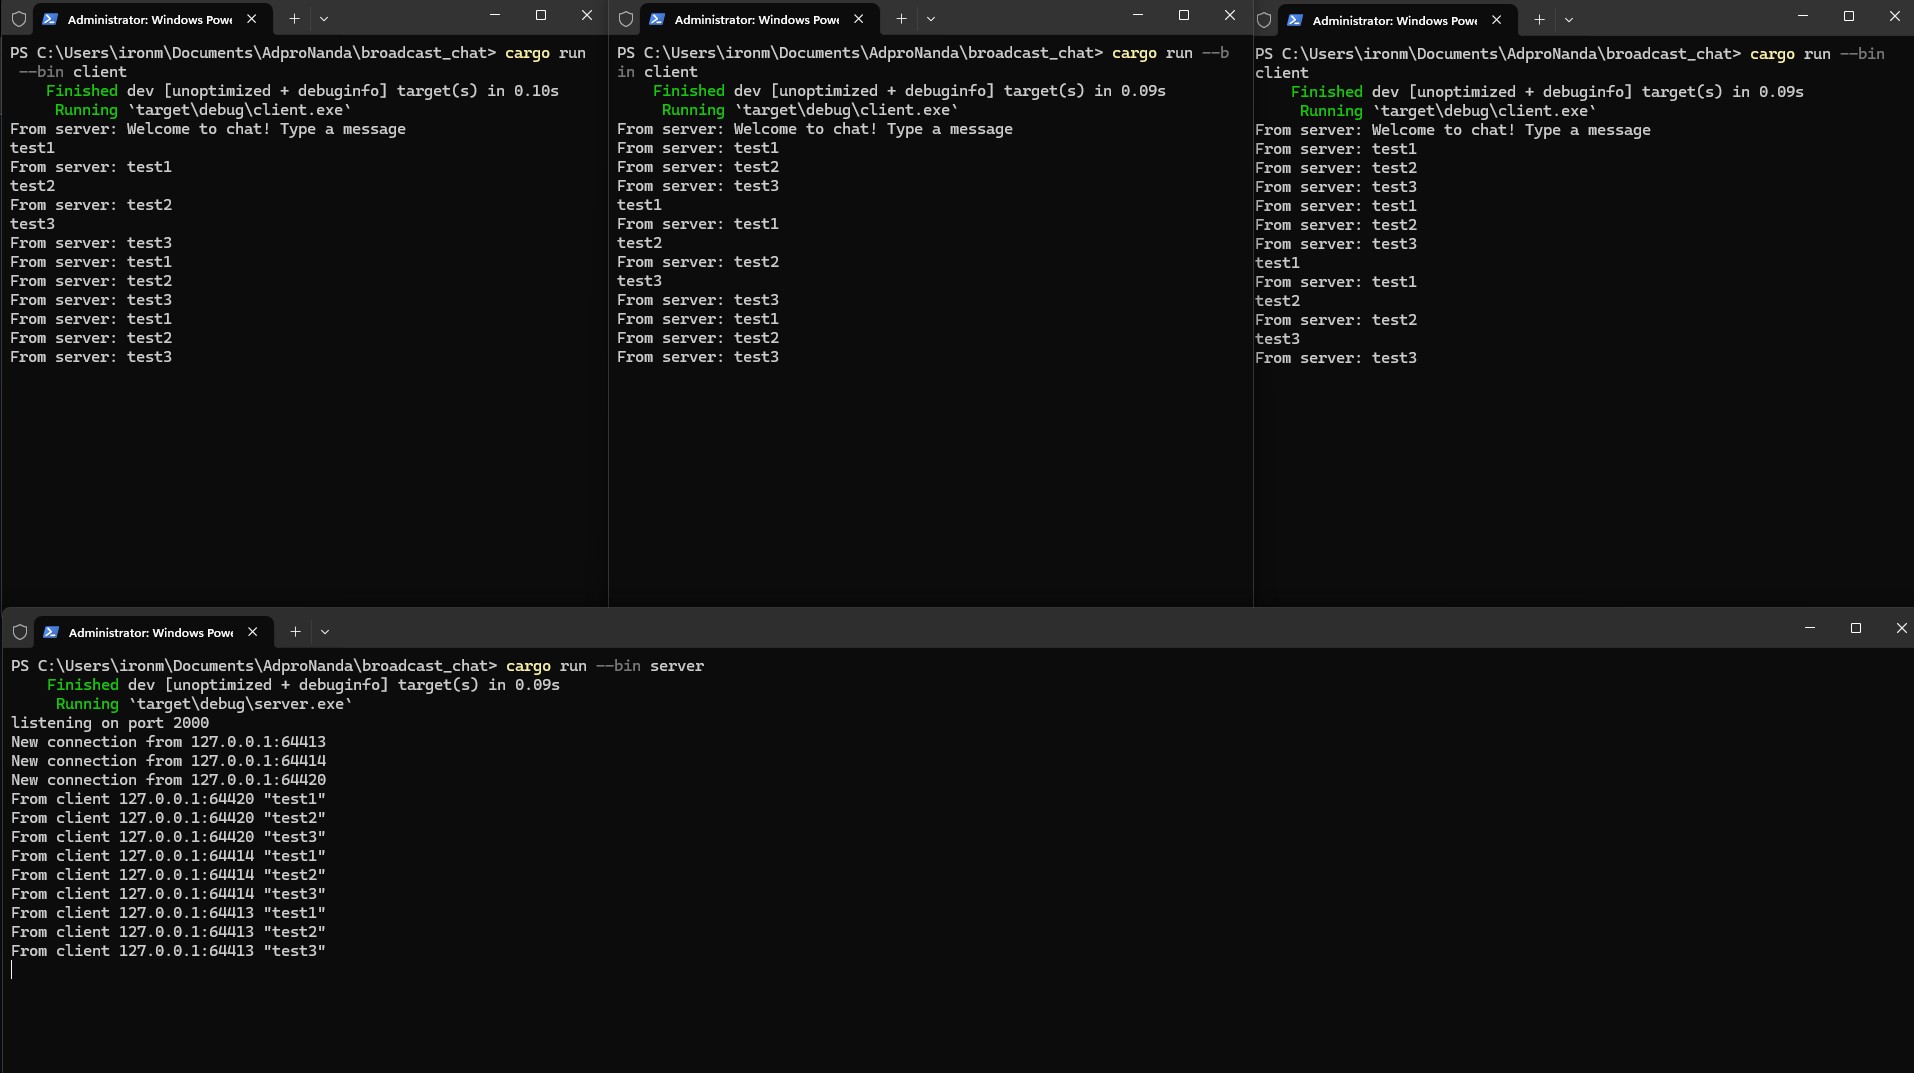 Administrator: Windows Powe
PS C:\Users\ironm\Documents\AdproNanda\broadcast_chat> cargo run
--bin client
Finished dev [unoptimized + debuginfo] target(s) in 0.10s
Running `target\debug\client.exe`
From server: Welcome to chat! Type a message
test1
From server: test1
test2
From server: test2
test3
From server: test3
From server: test1
From server: test2
From server: test3
From server: test1
From server: test2
From server: test3
Administrator: Windows Powe
PS C:\Users\ironm\Documents\AdproNanda\broadcast_chat> cargo run --b
in client
Finished dev [unoptimized + debuginfo] target(s) in 0.09s
Running `target\debug\client.exe`
From server: Welcome to chat! Type a message
From server: test1
From server: test2
From server: test3
test1
From server: test1
test2
From server: test2
test3
From server: test3
From server: test1
From server: test2
From server: test3
Administrator: Windows Powe
PS C:\Users\ironm\Documents\AdproNanda\broadcast_chat> cargo run --bin
client
Finished dev [unoptimized + debuginfo] target(s) in 0.09s
Running `target\debug\client.exe`
From server: Welcome to chat! Type a message
From server: test1
From server: test2
From server: test3
From server: test1
From server: test2
From server: test3
test1
From server: test1
test2
From server: test2
test3
From server: test3
Administrator: Windows Powe
PS C:\Users\ironm\Documents\AdproNanda\broadcast_chat> cargo run --bin server
Finished dev [unoptimized + debuginfo] target(s) in 0.09s
Running `target\debug\server.exe`
listening on port 2000
New connection from 127.0.0.1:64413
New connection from 127.0.0.1:64414
New connection from 127.0.0.1:64420
From client 127.0.0.1:64420 "test1"
From client 127.0.0.1:64420 "test2"
From client 127.0.0.1:64420 "test3"
From client 127.0.0.1:64414 "test1"
From client 127.0.0.1:64414 "test2"
From client 127.0.0.1:64414 "test3"
From client 127.0.0.1:64413 "test1"
From client 127.0.0.1:64413 "test2"
From client 127.0.0.1:64413 "test3"